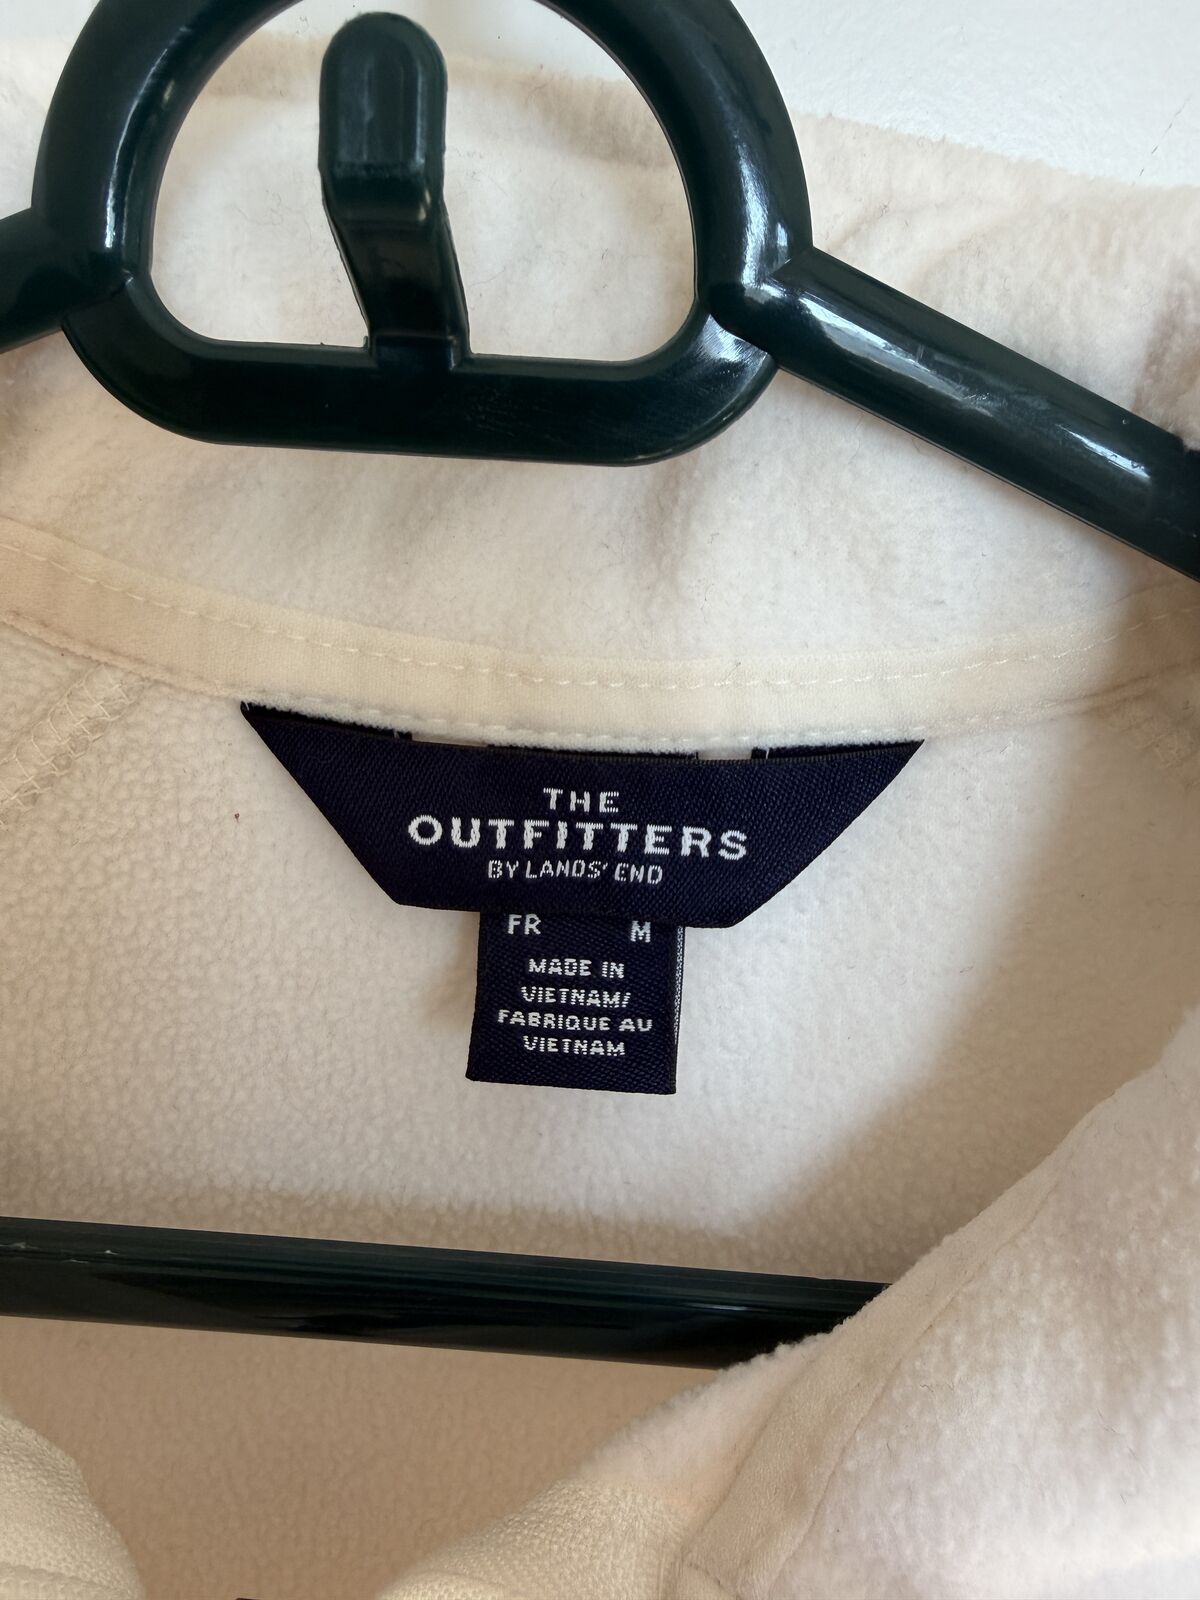 THE
OUTFITTERS
BY LANDS' END
FR M
MADE IN
VIETNAM/
FABRIQUE AU
VIETNAM